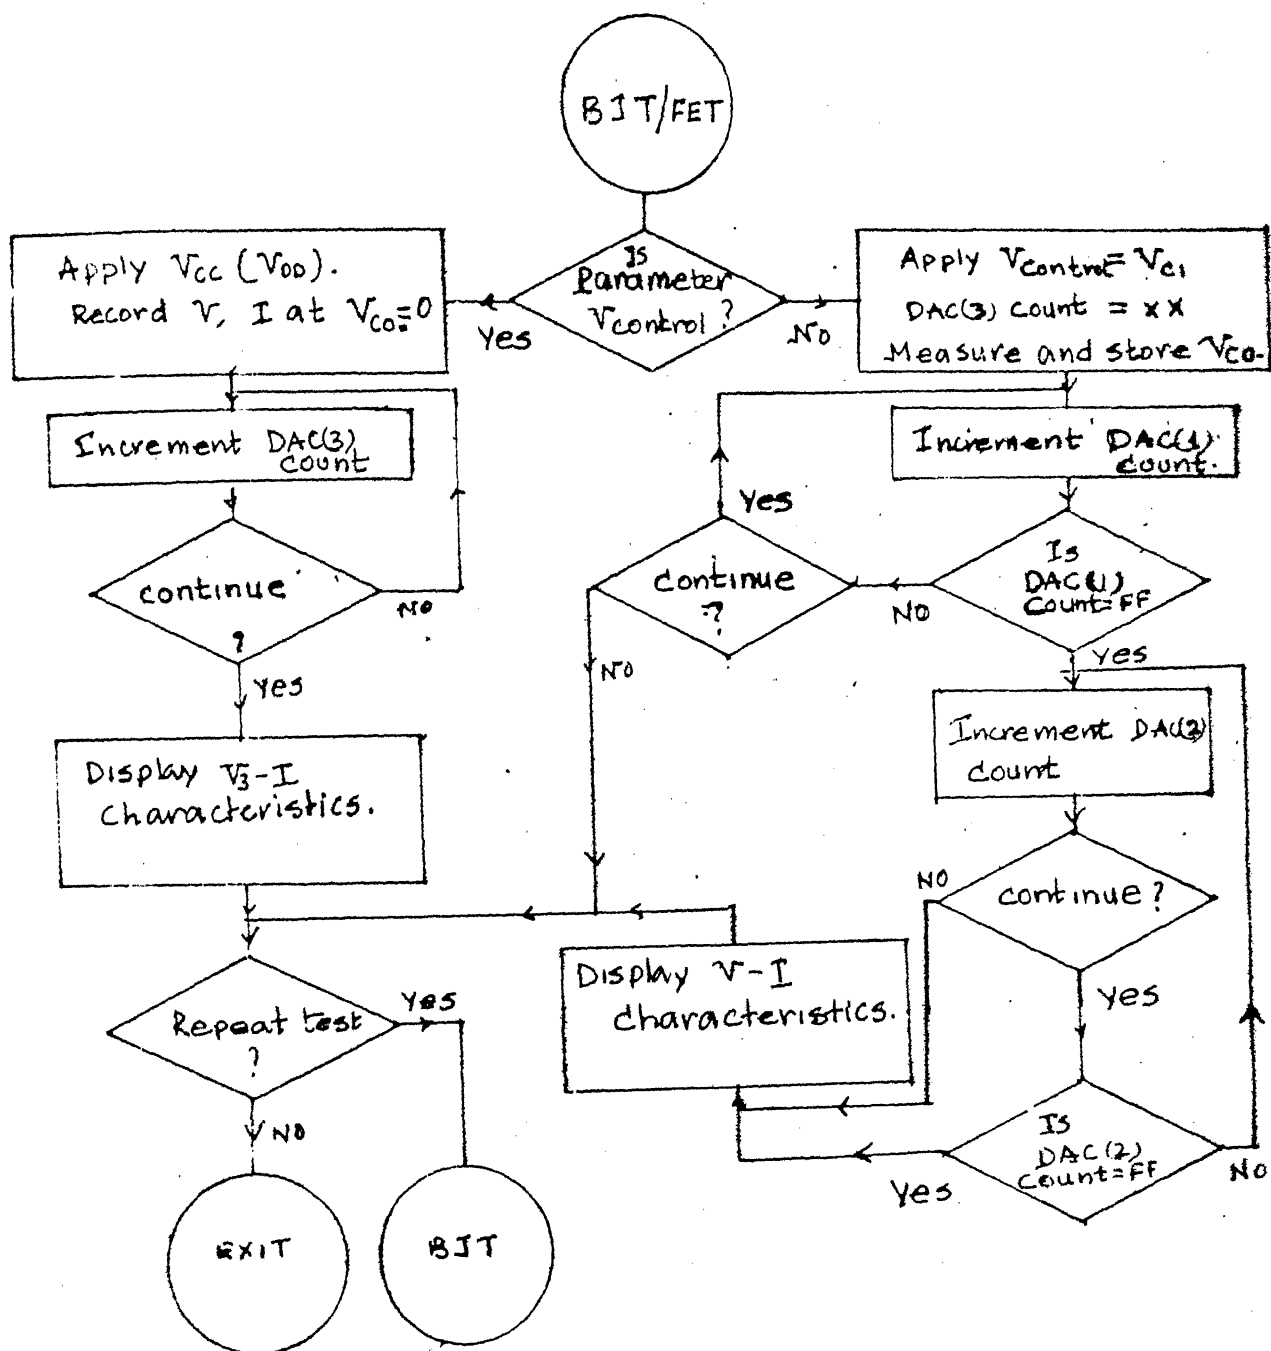 BJT/FET
Is
Parameter
Vcontrol ?
Yes
No
Apply VCC (VDD).
Record V, I at VCO=0
Increment DAC(3)
count
continue
?
No
Yes
Display V3-I
characteristics.
Repeat test
?
Yes
NO
EXIT
BJT
Apply Vcontrol= VC1
DAC(3) count = xx
Measure and store VCO.
Increment DAC(1)
count.
Is
DAC(1)
count=FF
NO
Yes
continue
?
Yes
NO
Increment DAC(2)
count
continue ?
NO
Yes
Is
DAC(2)
count=FF
Yes
NO
Display V-I
characteristics.